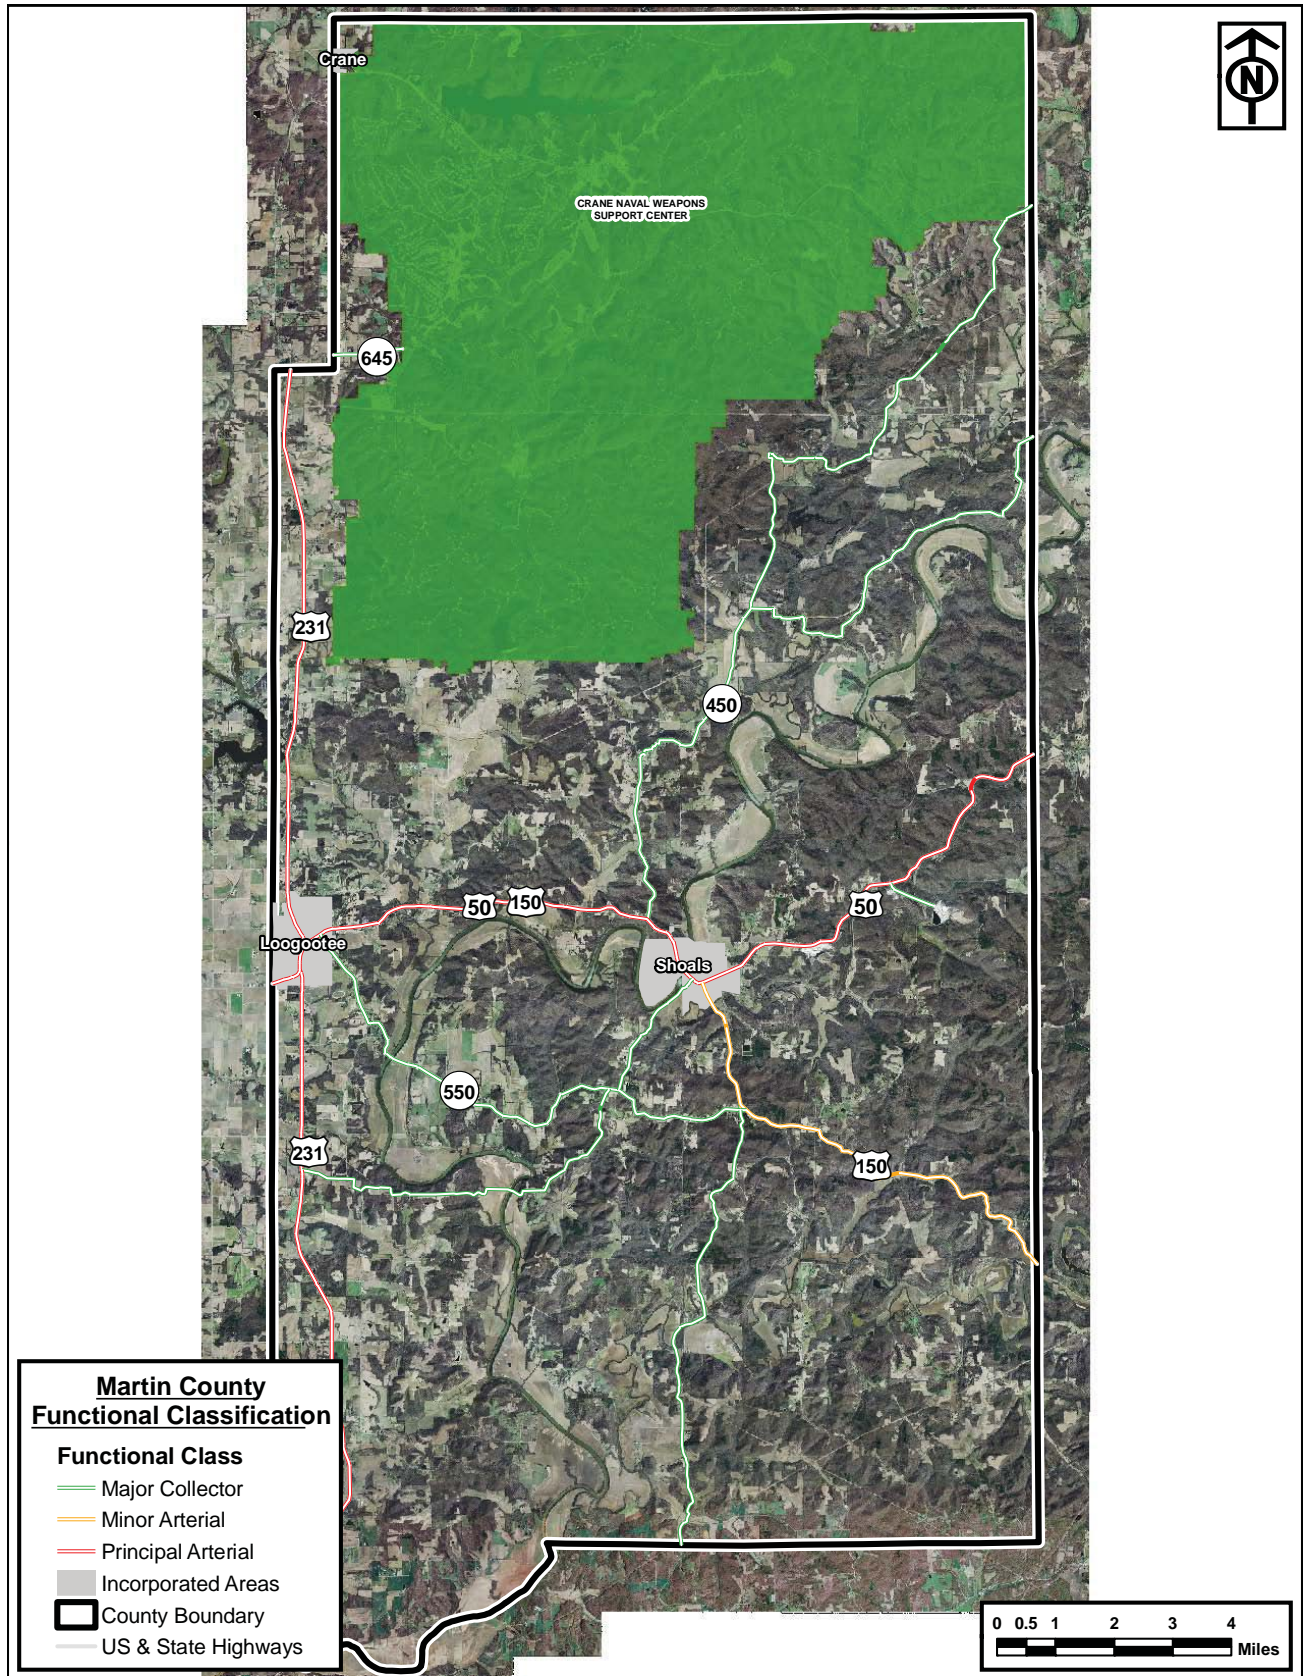 N
Crane
CRANE NAVAL WEAPONS
SUPPORT CENTER
645
231
450
50
150
50
Loogootee
Shoals
550
231
150
Martin County
Functional Classification
Functional Class
Major Collector
Minor Arterial
Principal Arterial
Incorporated Areas
County Boundary
US & State Highways
0 0.5 1 2 3 4
Miles